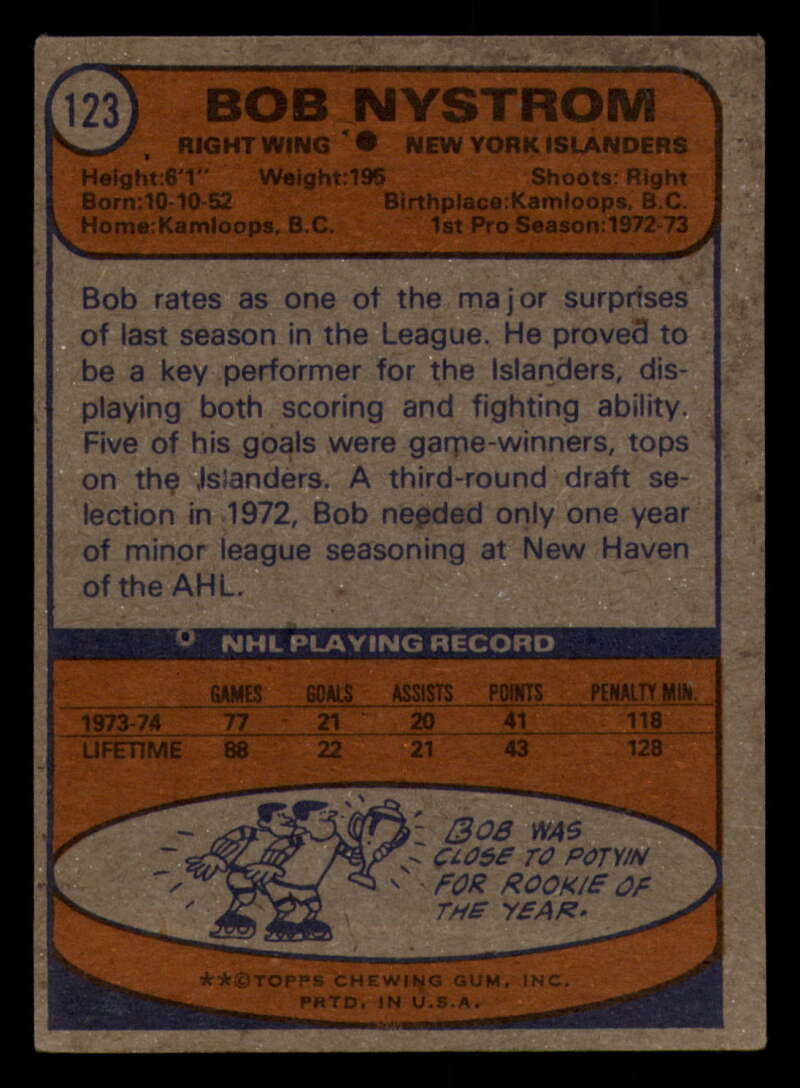 123
BOB NYSTROM
RIGHT WING ● NEW YORK ISLANDERS
Height:6'1" Weight:195 Shoots: Right
Born:10-10-52 Birthplace:Kamloops, B.C.
Home:Kamloops, B.C. 1st Pro Season:1972-73
Bob rates as one of the major surprises
of last season in the League. He proved to
be a key performer for the Islanders, dis-
playing both scoring and fighting ability.
Five of his goals were game-winners, tops
on the Islanders. A third-round draft se-
lection in 1972, Bob needed only one year
of minor league seasoning at New Haven
of the AHL.
NHL PLAYING RECORD
GAMES GOALS ASSISTS POINTS PENALTY MIN.
1973-74 77 21 20 41 118
LIFETIME 88 22 21 43 128
BOB WAS
CLOSE TO POTVIN
FOR ROOKIE OF
THE YEAR.
**©TOPPS CHEWING GUM, INC.
PRTD. IN U.S.A.